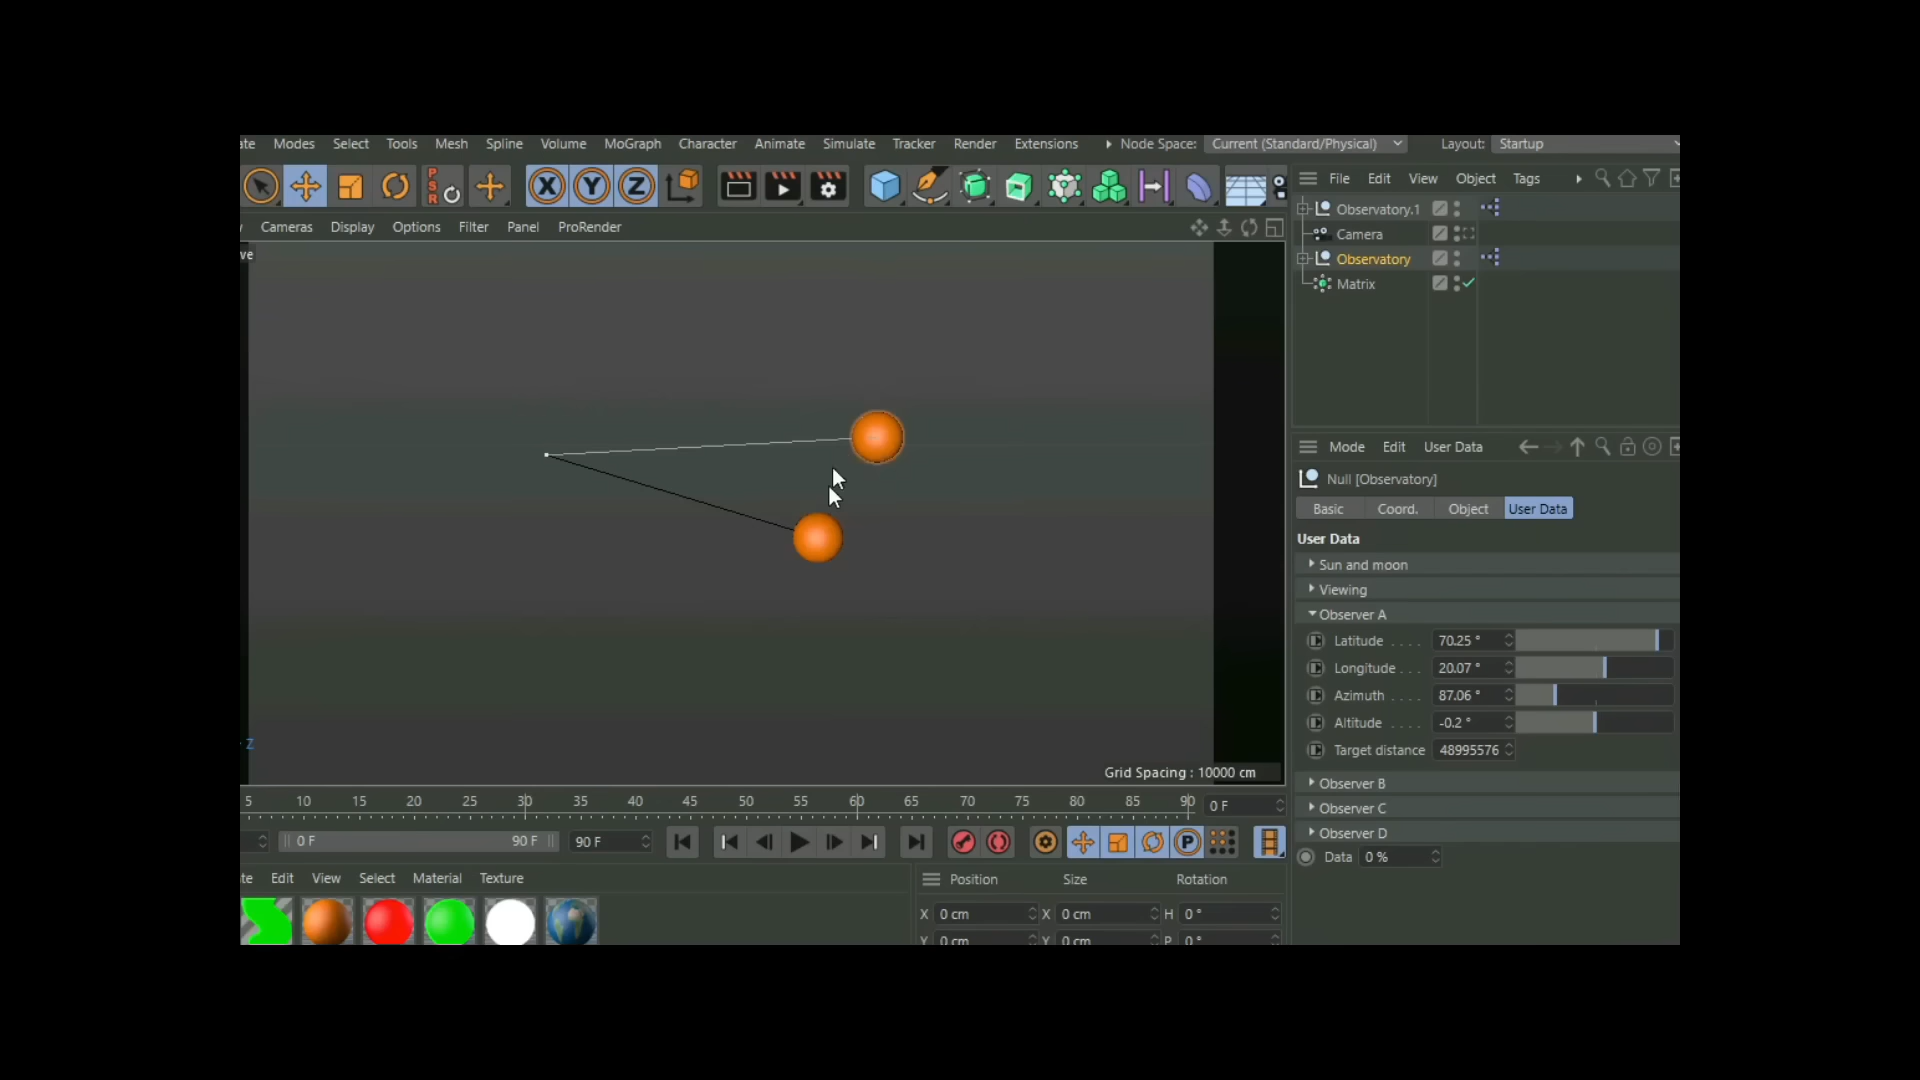 ate Modes Select Tools Mesh Spline Volume MoGraph Character Animate Simulate Tracker Render Extensions Node Space: Current (Standard/Physical) Layout: Startup
PSR X Y Z
File Edit View Object Tags
Observatory.1
Camera
Observatory
Matrix
Cameras Display Options Filter Panel ProRender
ve
Z
Grid Spacing : 10000 cm
Mode Edit User Data
Null [Observatory]
Basic Coord. Object User Data
User Data
Sun and moon
Viewing
Observer A
Latitude . . . . 70.25 °
Longitude . . . 20.07 °
Azimuth . . . . 87.06 °
Altitude . . . . -0.2 °
Target distance 48995576
Observer B
Observer C
Observer D
Data 0 %
5 10 15 20 25 30 35 40 45 50 55 60 65 70 75 80 85 90 0 F
0 F 90 F 90 F P
te Edit View Select Material Texture
Position Size Rotation
X 0 cm X 0 cm H 0 °
Y 0 cm Y 0 cm P 0 °